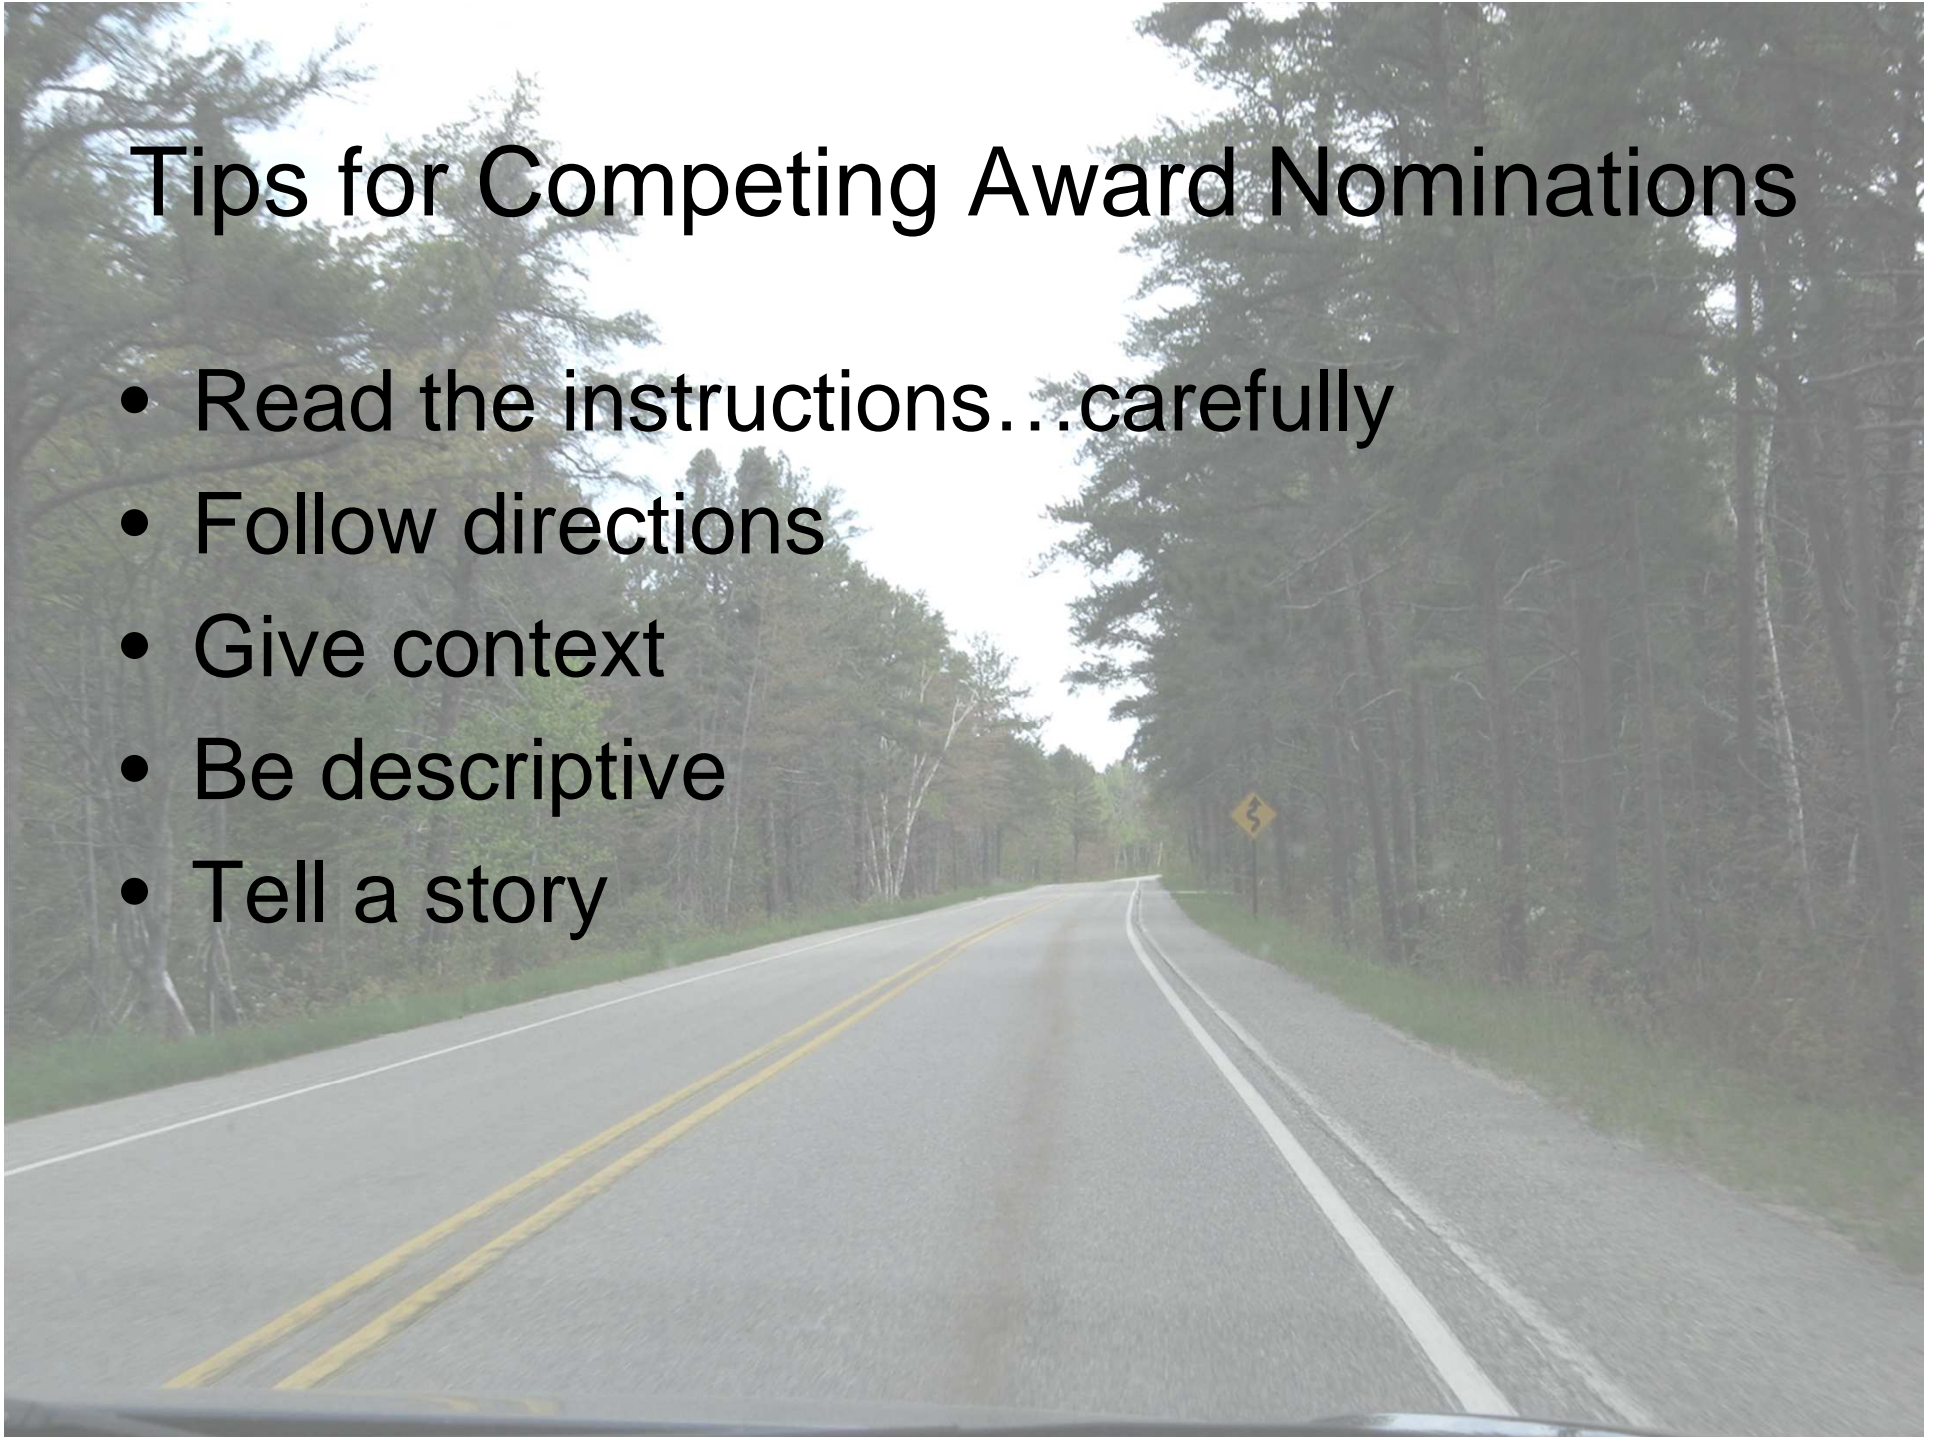 Tips for Competing Award Nominations
• Read the instructions…carefully
• Follow directions
• Give context
• Be descriptive
• Tell a story